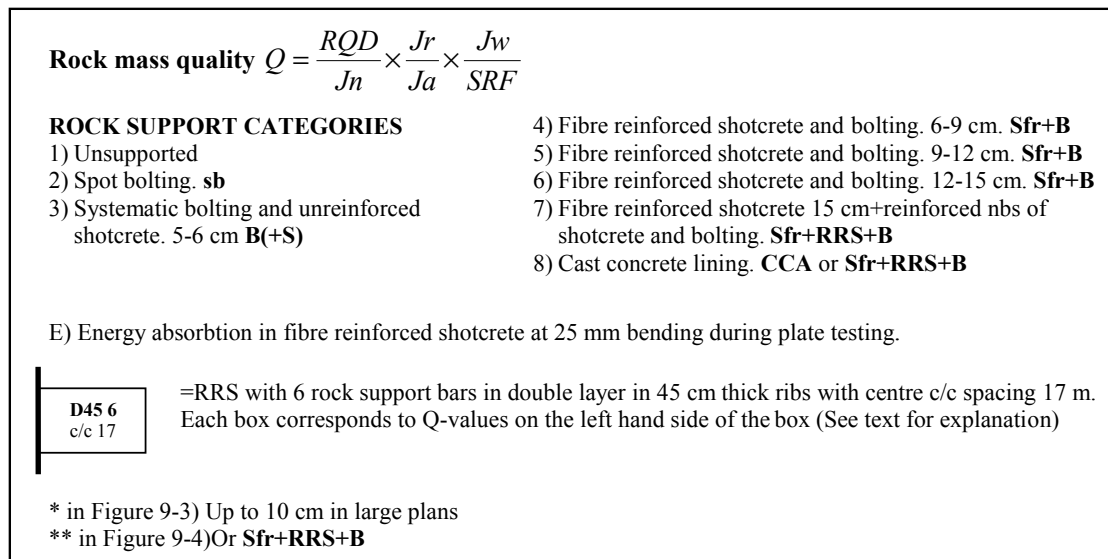 Rock mass quality Q = RQD/Jn × Jr/Ja × Jw/SRF
ROCK SUPPORT CATEGORIES
1) Unsupported
2) Spot bolting. sb
3) Systematic bolting and unreinforced
shotcrete. 5-6 cm B(+S)
4) Fibre reinforced shotcrete and bolting. 6-9 cm. Sfr+B
5) Fibre reinforced shotcrete and bolting. 9-12 cm. Sfr+B
6) Fibre reinforced shotcrete and bolting. 12-15 cm. Sfr+B
7) Fibre reinforced shotcrete 15 cm+reinforced nbs of
shotcrete and bolting. Sfr+RRS+B
8) Cast concrete lining. CCA or Sfr+RRS+B
E) Energy absorbtion in fibre reinforced shotcrete at 25 mm bending during plate testing.
D45 6
c/c 17
=RRS with 6 rock support bars in double layer in 45 cm thick ribs with centre c/c spacing 17 m.
Each box corresponds to Q-values on the left hand side of the box (See text for explanation)
* in Figure 9-3) Up to 10 cm in large plans
** in Figure 9-4)Or Sfr+RRS+B